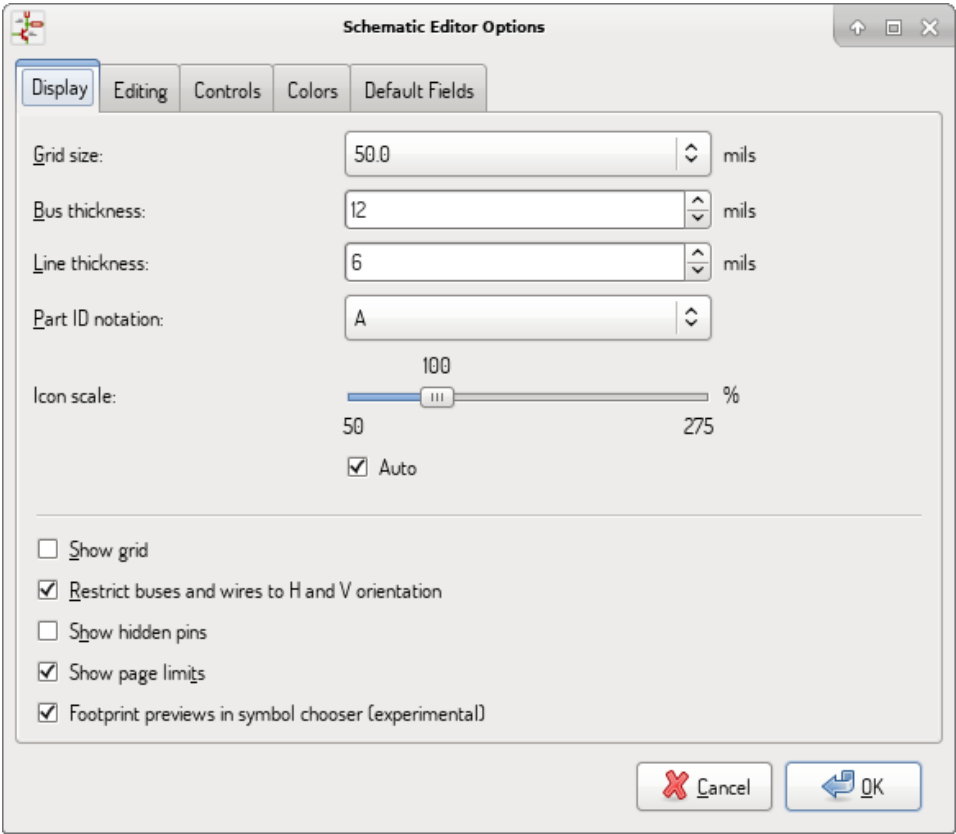 Schematic Editor Options
Display Editing Controls Colors Default Fields
Grid size: 50.0 mils
Bus thickness: 12 mils
Line thickness: 6 mils
Part ID notation: A
100
Icon scale: %
50 275
Auto
Show grid
Restrict buses and wires to H and V orientation
Show hidden pins
Show page limits
Footprint previews in symbol chooser (experimental)
Cancel OK